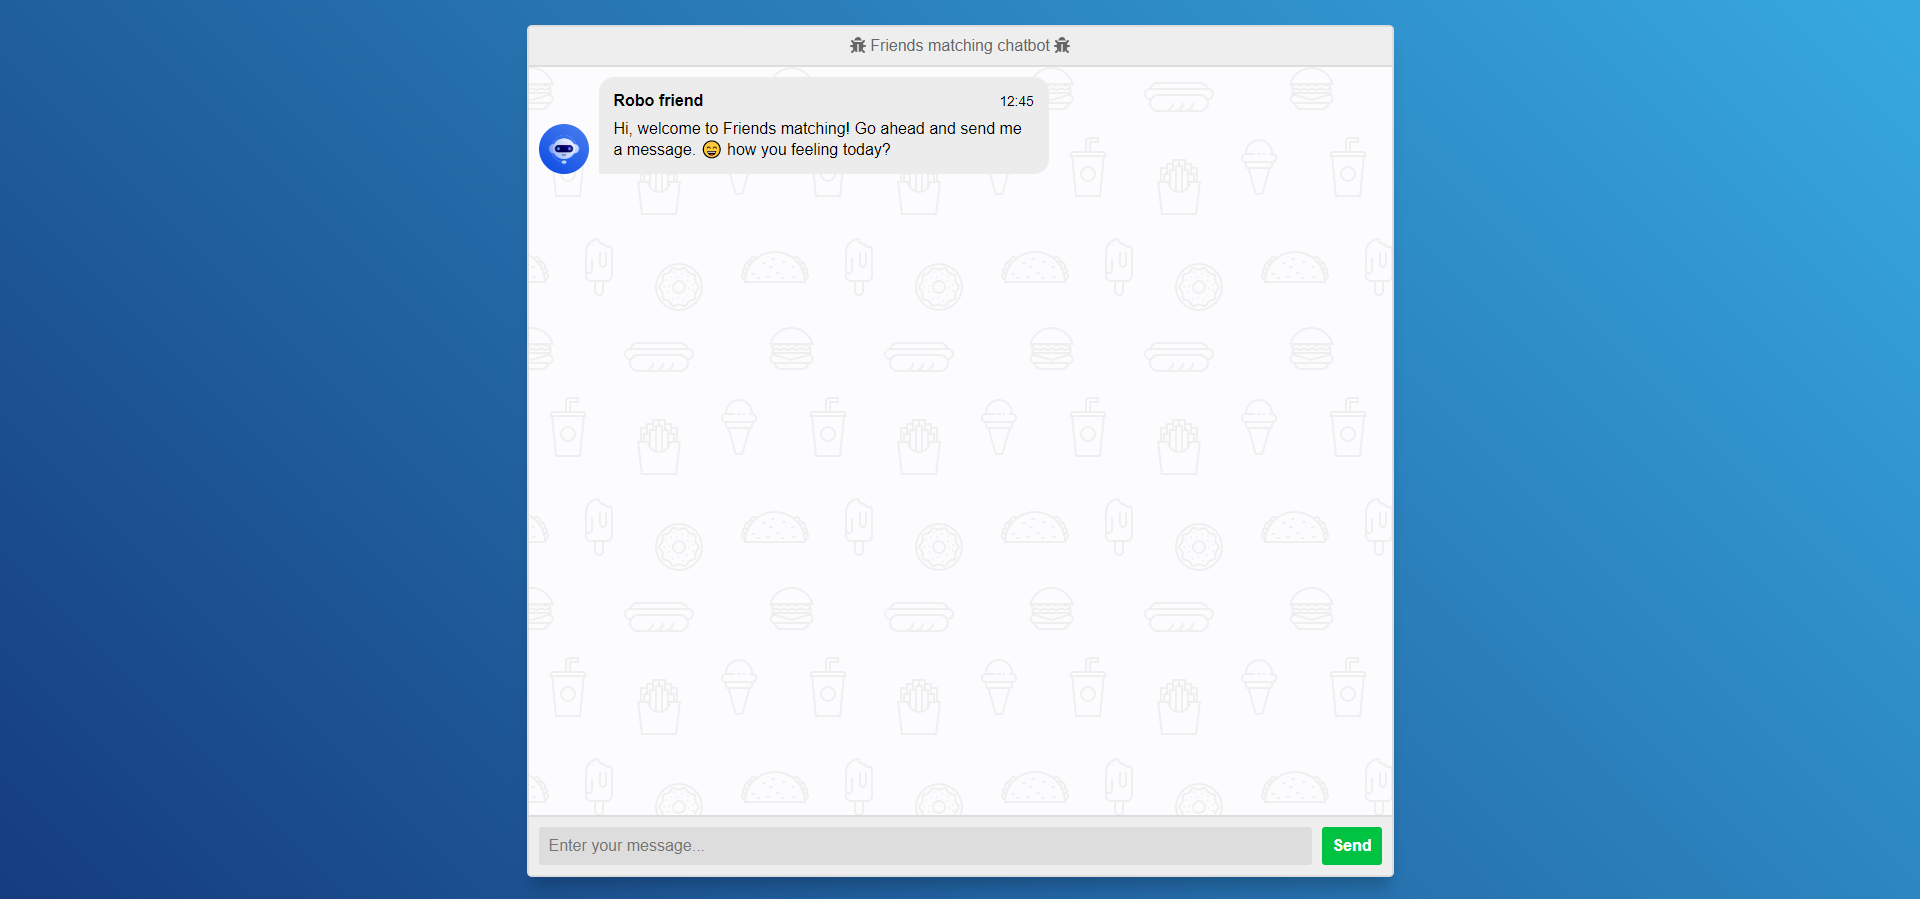 Friends matching chatbot
Robo friend 12:45
Hi, welcome to Friends matching! Go ahead and send me
a message. 😄 how you feeling today?
Enter your message...
Send